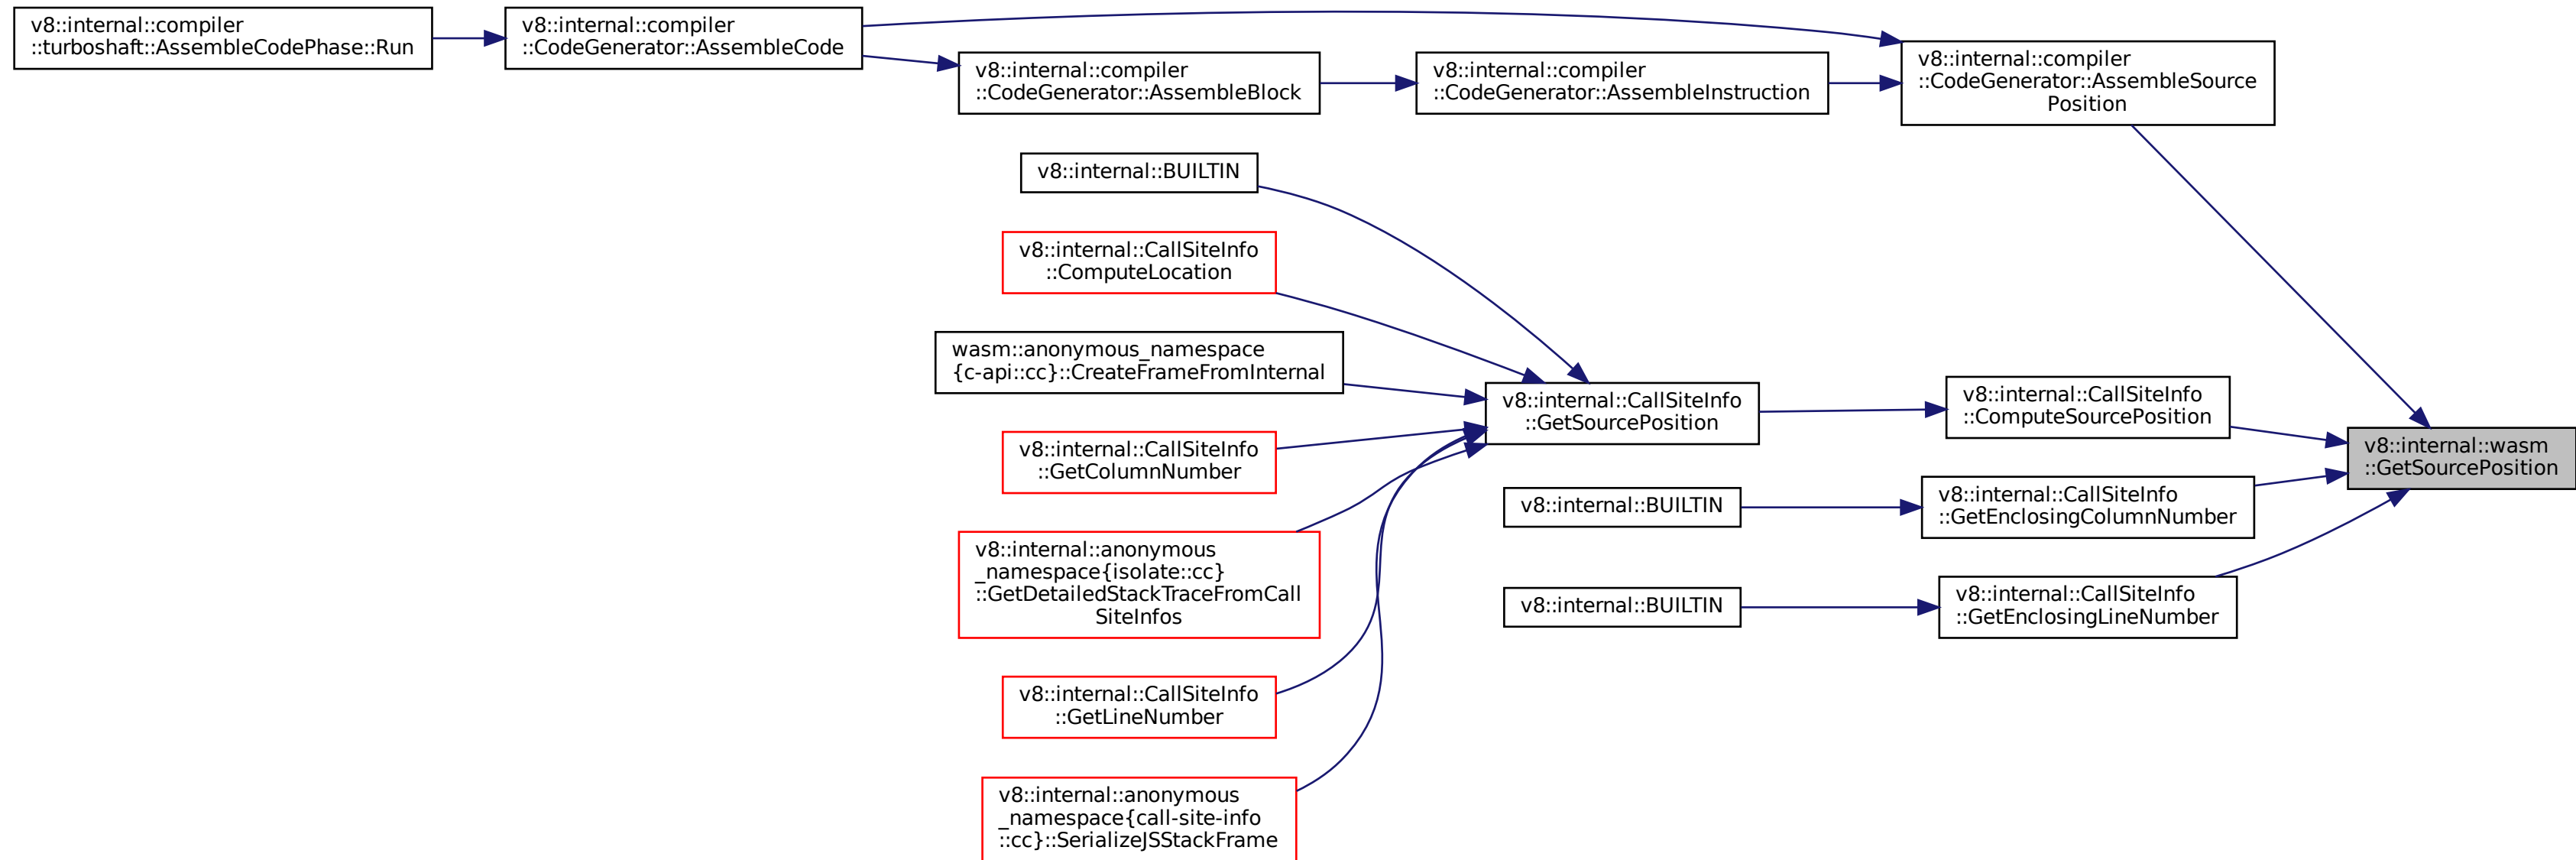 v8::internal::compiler
::turboshaft::AssembleCodePhase::Run
v8::internal::compiler
::CodeGenerator::AssembleCode
v8::internal::compiler
::CodeGenerator::AssembleBlock
v8::internal::compiler
::CodeGenerator::AssembleInstruction
v8::internal::compiler
::CodeGenerator::AssembleSource
Position
v8::internal::BUILTIN
v8::internal::CallSiteInfo
::ComputeLocation
wasm::anonymous_namespace
{c-api::cc}::CreateFrameFromInternal
v8::internal::CallSiteInfo
::GetColumnNumber
v8::internal::anonymous
_namespace{isolate::cc}
::GetDetailedStackTraceFromCall
SiteInfos
v8::internal::CallSiteInfo
::GetLineNumber
v8::internal::anonymous
_namespace{call-site-info
::cc}::SerializeJSStackFrame
v8::internal::CallSiteInfo
::GetSourcePosition
v8::internal::BUILTIN
v8::internal::BUILTIN
v8::internal::CallSiteInfo
::ComputeSourcePosition
v8::internal::CallSiteInfo
::GetEnclosingColumnNumber
v8::internal::CallSiteInfo
::GetEnclosingLineNumber
v8::internal::wasm
::GetSourcePosition